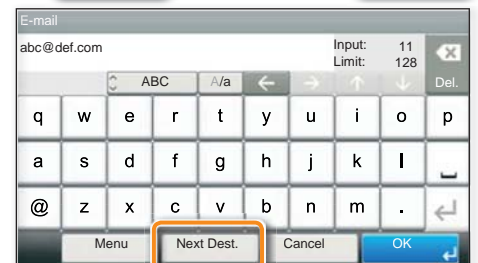 E-mail
abc@def.com
Input: 11
Limit: 128
Del.
ABC A/a ← → ↑ ↓
q w e r t y u i o p
a s d f g h j k l
@ z x c v b n m .
Menu Next Dest. Cancel OK